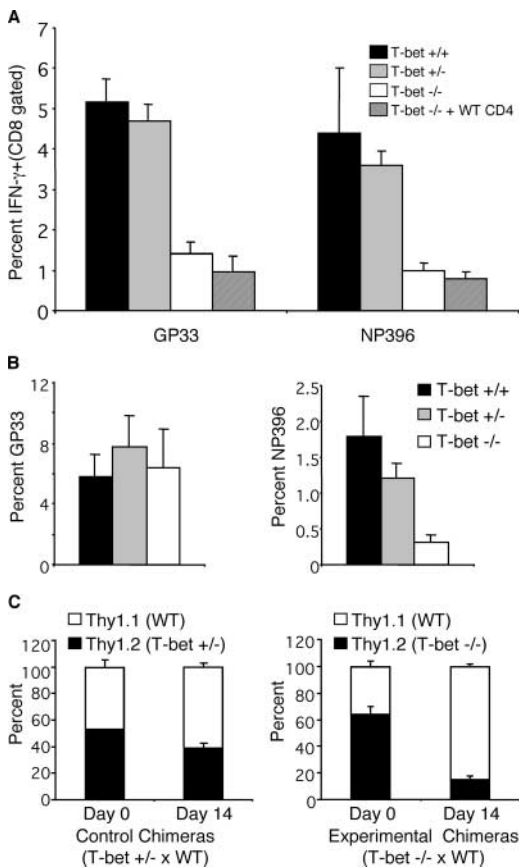 A
T-bet +/+
T-bet +/-
T-bet -/-
T-bet -/- + WT CD4
Percent IFN-γ+(CD8 gated)
7
6
5
4
3
2
1
0
GP33
NP396
B
Percent GP33
12
8
4
0
Percent NP396
2.5
2.0
1.5
1.0
0.5
0
T-bet +/+
T-bet +/-
T-bet -/-
C
Thy1.1 (WT)
Thy1.2 (T-bet +/-)
Percent
120
100
80
60
40
20
0
Day 0
Day 14
Control Chimeras
(T-bet +/- x WT)
Thy1.1 (WT)
Thy1.2 (T-bet -/-)
Percent
120
100
80
60
40
20
0
Day 0
Day 14
Experimental Chimeras
(T-bet -/- x WT)